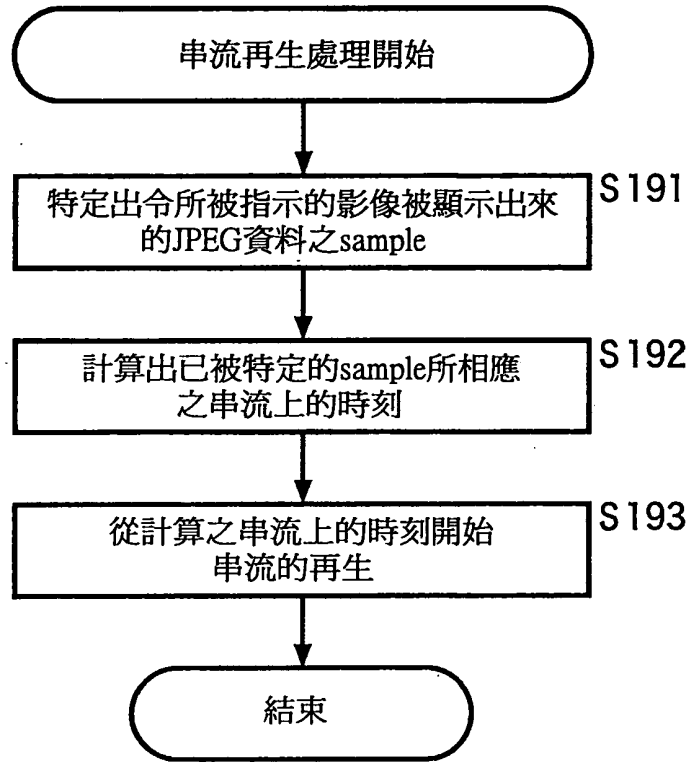 串流再生處理開始
S191
特定出令所被指示的影像被顯示出來
的JPEG資料之sample
S192
計算出已被特定的sample所相應
之串流上的時刻
S193
從計算之串流上的時刻開始
串流的再生
結束